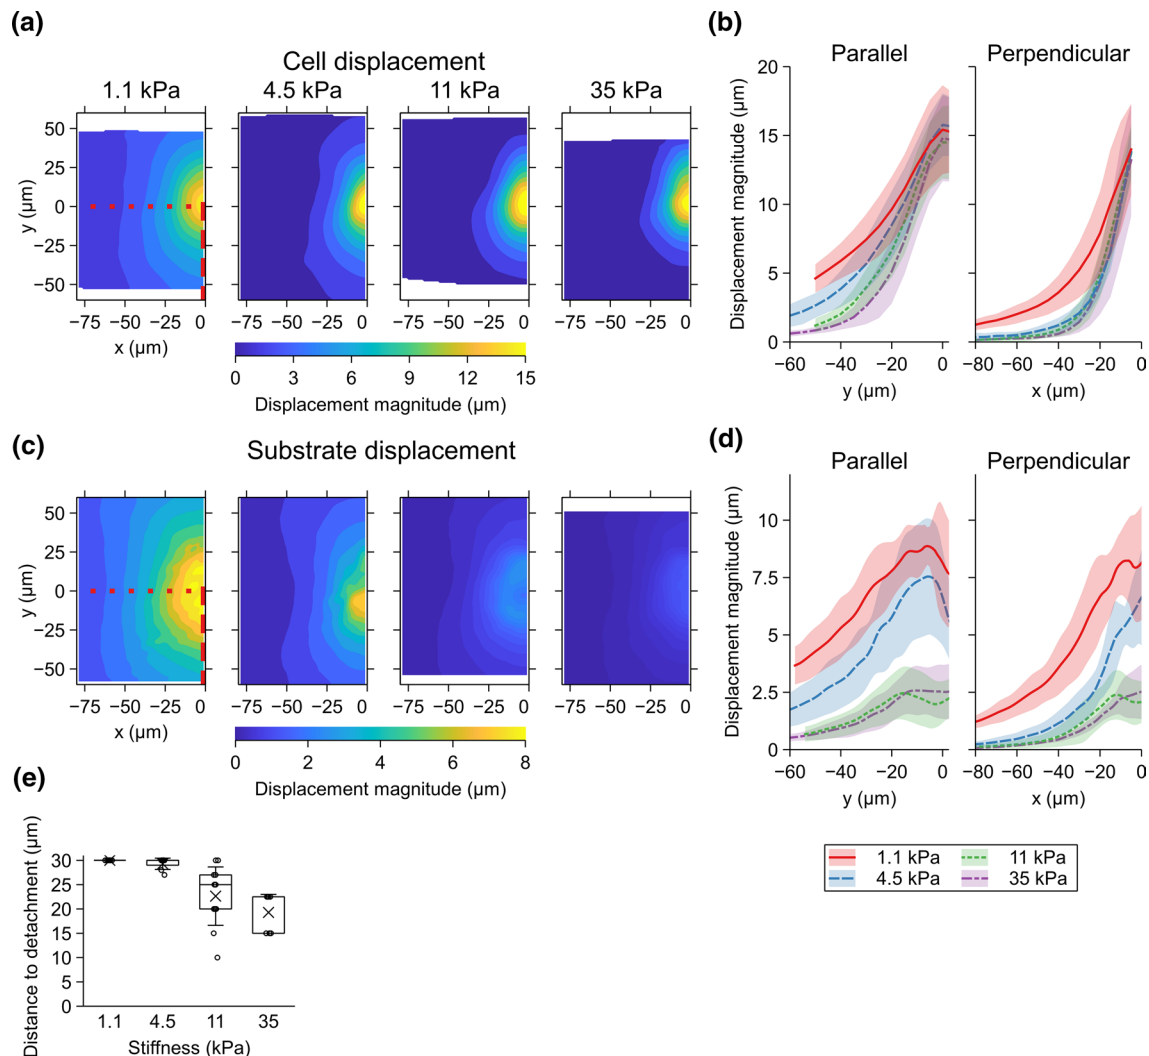 (a)
Cell displacement
1.1 kPa 4.5 kPa 11 kPa 35 kPa
50
25
0
−25
−50
y (µm)
−75 −50 −25 0 −75 −50 −25 0 −75 −50 −25 0 −75 −50 −25 0
x (µm)
0 3 6 9 12 15
Displacement magnitude (µm)
(b)
Parallel Perpendicular
20
15
10
5
0
Displacement magnitude (µm)
−60 −40 −20 0 −80 −60 −40 −20 0
y (µm) x (µm)
(c)
Substrate displacement
50
25
0
−25
−50
y (µm)
−75 −50 −25 0 −75 −50 −25 0 −75 −50 −25 0 −75 −50 −25 0
x (µm)
0 2 4 6 8
Displacement magnitude (µm)
(d)
Parallel Perpendicular
10
7.5
5
2.5
0
Displacement magnitude (µm)
−60 −40 −20 0 −80 −60 −40 −20 0
y (µm) x (µm)
1.1 kPa 11 kPa
4.5 kPa 35 kPa
(e)
30
25
20
15
10
5
0
Distance to detachment (µm)
1.1 4.5 11 35
Stiffness (kPa)